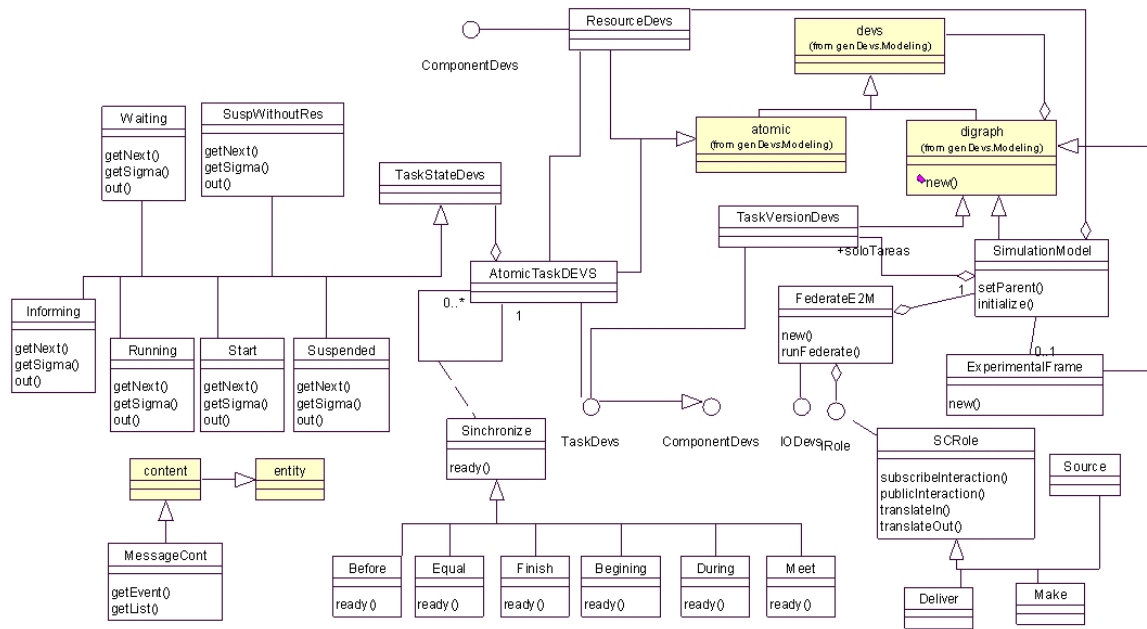 ResourceDevs
ComponentDevs
devs
(from genDevs.Modeling)
Waiting
getNext()
getSigma()
out()
SuspWithoutRes
getNext()
getSigma()
out()
TaskStateDevs
atomic
(from genDevs.Modeling)
digraph
(from genDevs.Modeling)
new()
TaskVersionDevs
+soloTareas
SimulationModel
setParent()
initialize()
AtomicTaskDEVS
0..*
1
1
FederateE2M
new()
runFederate()
0..1
ExperimentalFrame
new()
Informing
getNext()
getSigma()
out()
Running
getNext()
getSigma()
out()
Start
getNext()
getSigma()
out()
Suspended
getNext()
getSigma()
out()
Sinchronize
ready()
TaskDevs
ComponentDevs
IODevs
IRole
SCRole
subscribeInteraction()
publicInteraction()
translateIn()
translateOut()
Source
content
entity
MessageCont
getEvent()
getList()
Before
ready()
Equal
ready()
Finish
ready()
Begining
ready()
During
ready()
Meet
ready()
Deliver
Make